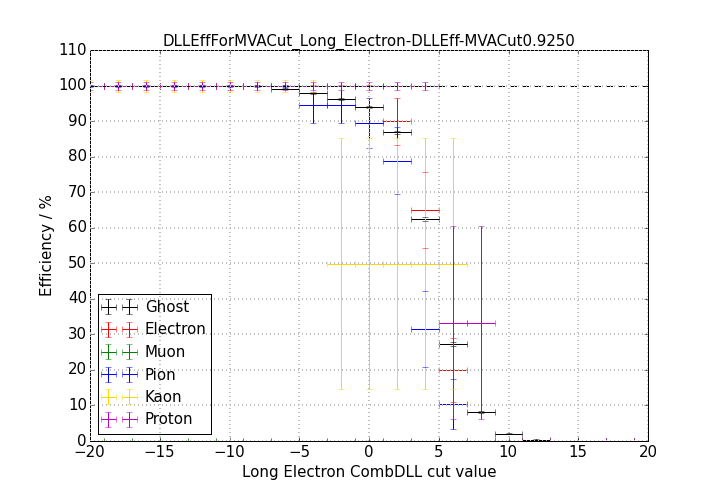 DLLEffForMVACut_Long_Electron-DLLEff-MVACut0.9250
110
100
90
80
70
60
50
40
30
20
10
0
Efficiency / %
Ghost
Electron
Muon
Pion
Kaon
Proton
−20 −15 −10 −5 0 5 10 15 20
Long Electron CombDLL cut value